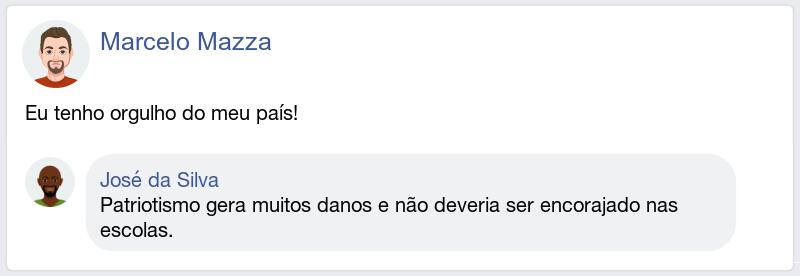 Marcelo Mazza
Eu tenho orgulho do meu país!
José da Silva
Patriotismo gera muitos danos e não deveria ser encorajado nas
escolas.